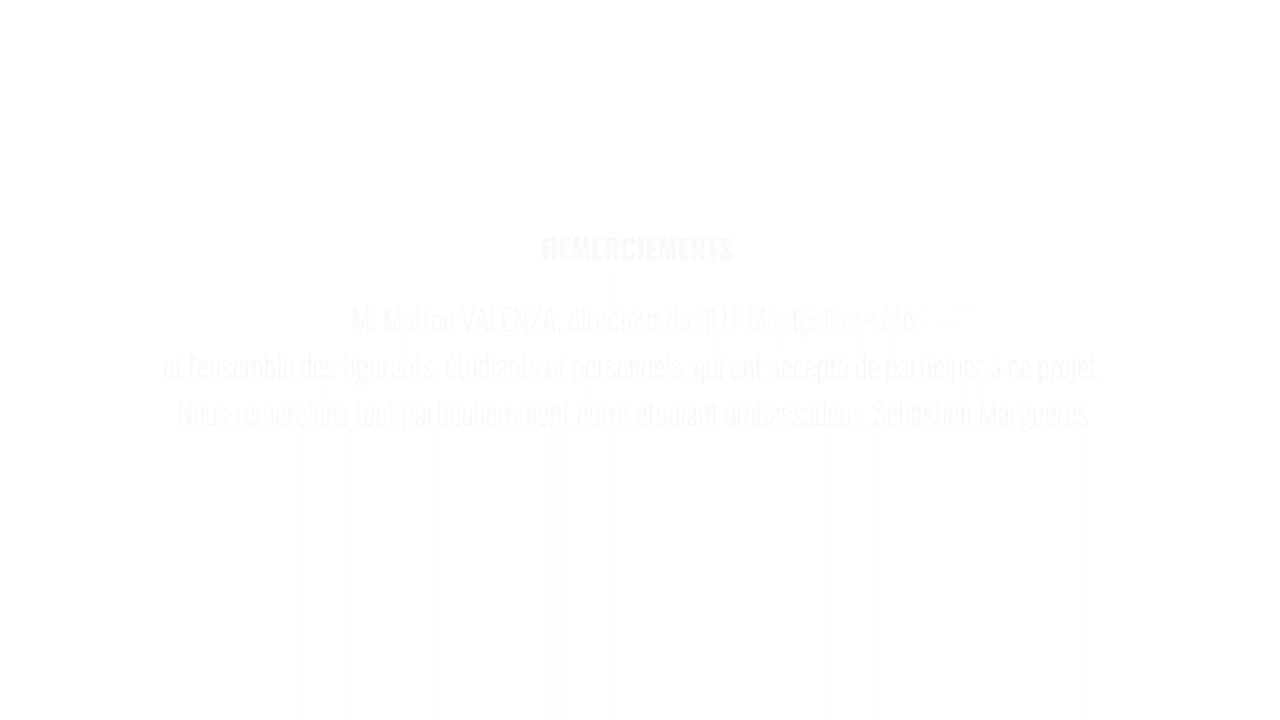 REMERCIEMENTS
M. Matteo VALENZA, directeur de l'IUT Montpellier-sète
et l'ensemble des figurants, étudiants et personnels, qui ont accepté de participer à ce projet.
Nous remercions tout particulièrement notre étudiant ambassadeur, Sébastien Margueres